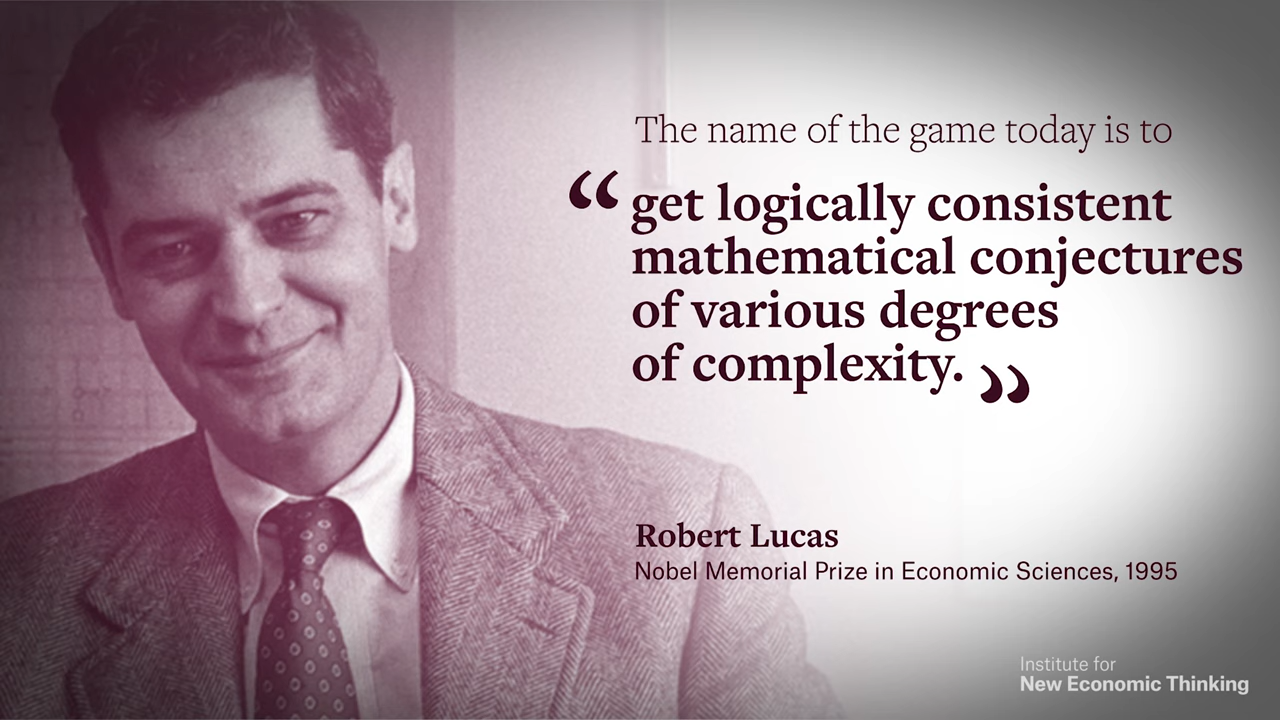 The name of the game today is to
“get logically consistent
mathematical conjectures
of various degrees
of complexity.”
Robert Lucas
Nobel Memorial Prize in Economic Sciences, 1995
Institute for
New Economic Thinking